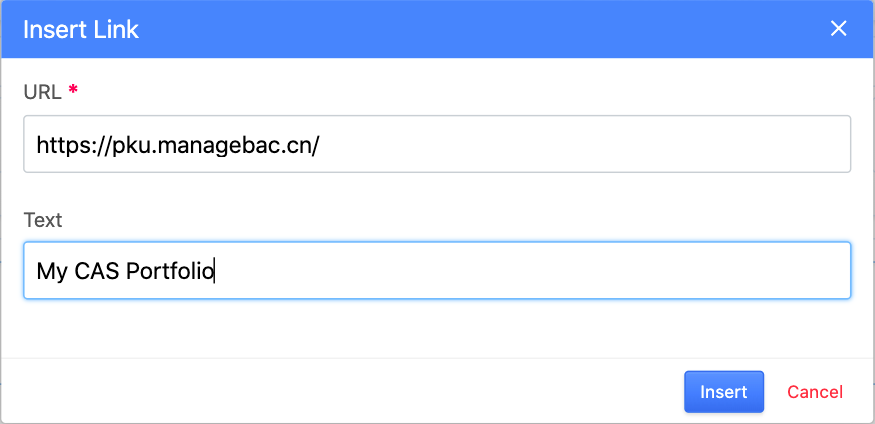 Insert Link
URL *
https://pku.managebac.cn/
Text
My CAS Portfolio
Insert Cancel